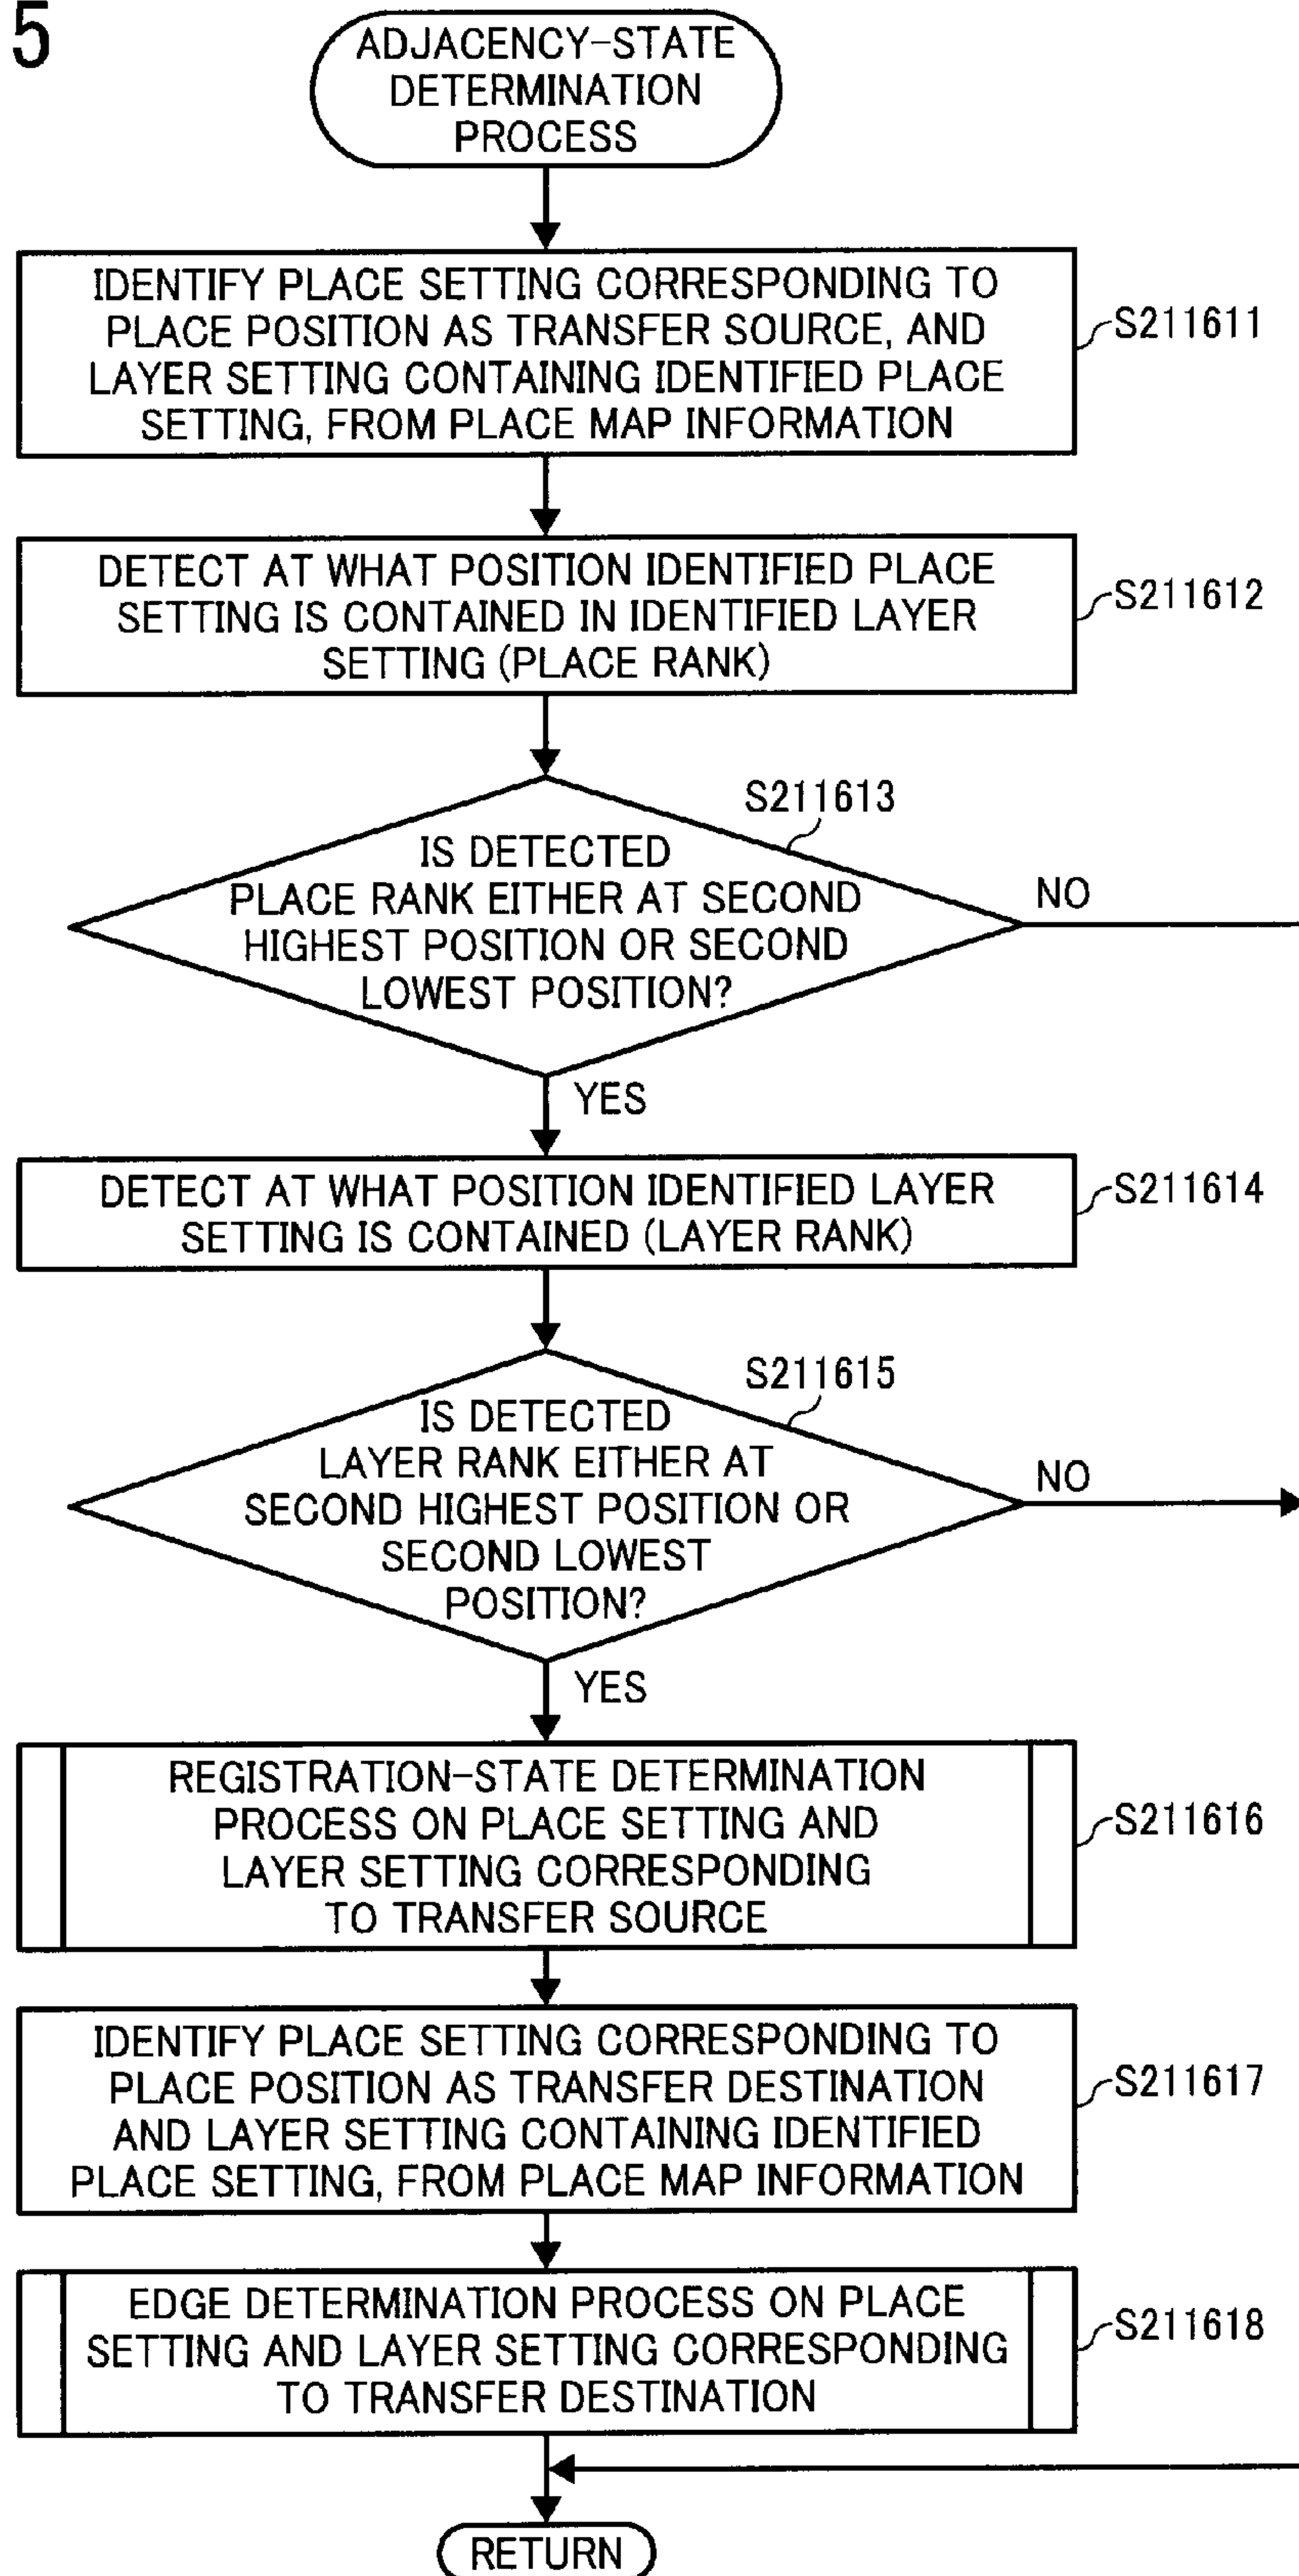 5
ADJACENCY-STATE
DETERMINATION
PROCESS
IDENTIFY PLACE SETTING CORRESPONDING TO
PLACE POSITION AS TRANSFER SOURCE, AND
LAYER SETTING CONTAINING IDENTIFIED PLACE
SETTING, FROM PLACE MAP INFORMATION
S211611
DETECT AT WHAT POSITION IDENTIFIED PLACE
SETTING IS CONTAINED IN IDENTIFIED LAYER
SETTING (PLACE RANK)
S211612
S211613
IS DETECTED
PLACE RANK EITHER AT SECOND
HIGHEST POSITION OR SECOND
LOWEST POSITION?
NO
YES
DETECT AT WHAT POSITION IDENTIFIED LAYER
SETTING IS CONTAINED (LAYER RANK)
S211614
S211615
IS DETECTED
LAYER RANK EITHER AT
SECOND HIGHEST POSITION OR
SECOND LOWEST
POSITION?
NO
YES
REGISTRATION-STATE DETERMINATION
PROCESS ON PLACE SETTING AND
LAYER SETTING CORRESPONDING
TO TRANSFER SOURCE
S211616
IDENTIFY PLACE SETTING CORRESPONDING TO
PLACE POSITION AS TRANSFER DESTINATION
AND LAYER SETTING CONTAINING IDENTIFIED
PLACE SETTING, FROM PLACE MAP INFORMATION
S211617
EDGE DETERMINATION PROCESS ON PLACE
SETTING AND LAYER SETTING CORRESPONDING
TO TRANSFER DESTINATION
S211618
RETURN